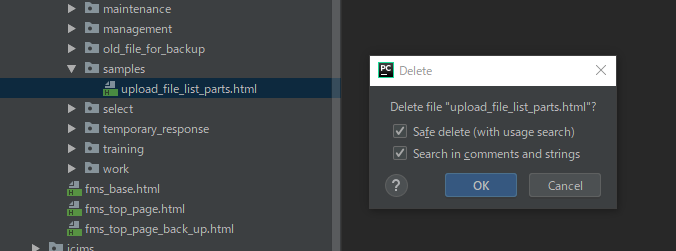 maintenance
management
old_file_for_backup
samples
upload_file_list_parts.html
select
temporary_response
training
work
fms_base.html
fms_top_page.html
fms_top_page_back_up.html
icims
PC
Delete
Delete file "upload_file_list_parts.html"?
Safe delete (with usage search)
Search in comments and strings
?
OK
Cancel